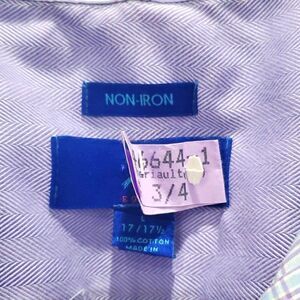 NON-IRON
6644-1
ariault
3/4
L
17/17½
100% COTTON
MADE IN